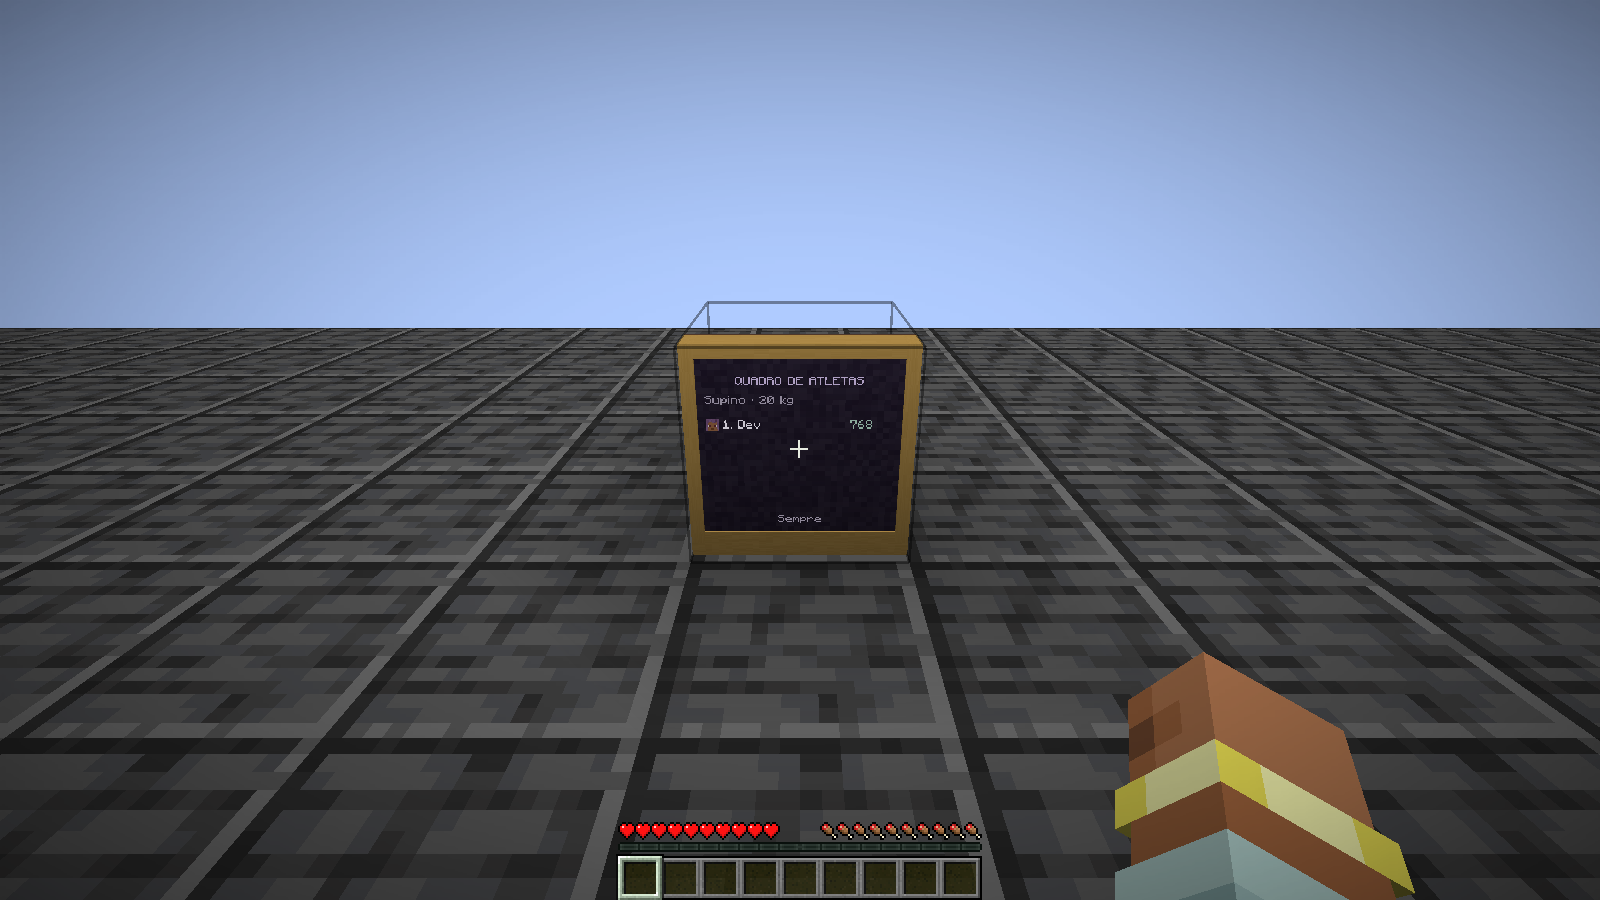 QUADRO DE ATLETAS
Supino · 20 kg
1. Dev 768
Sempre